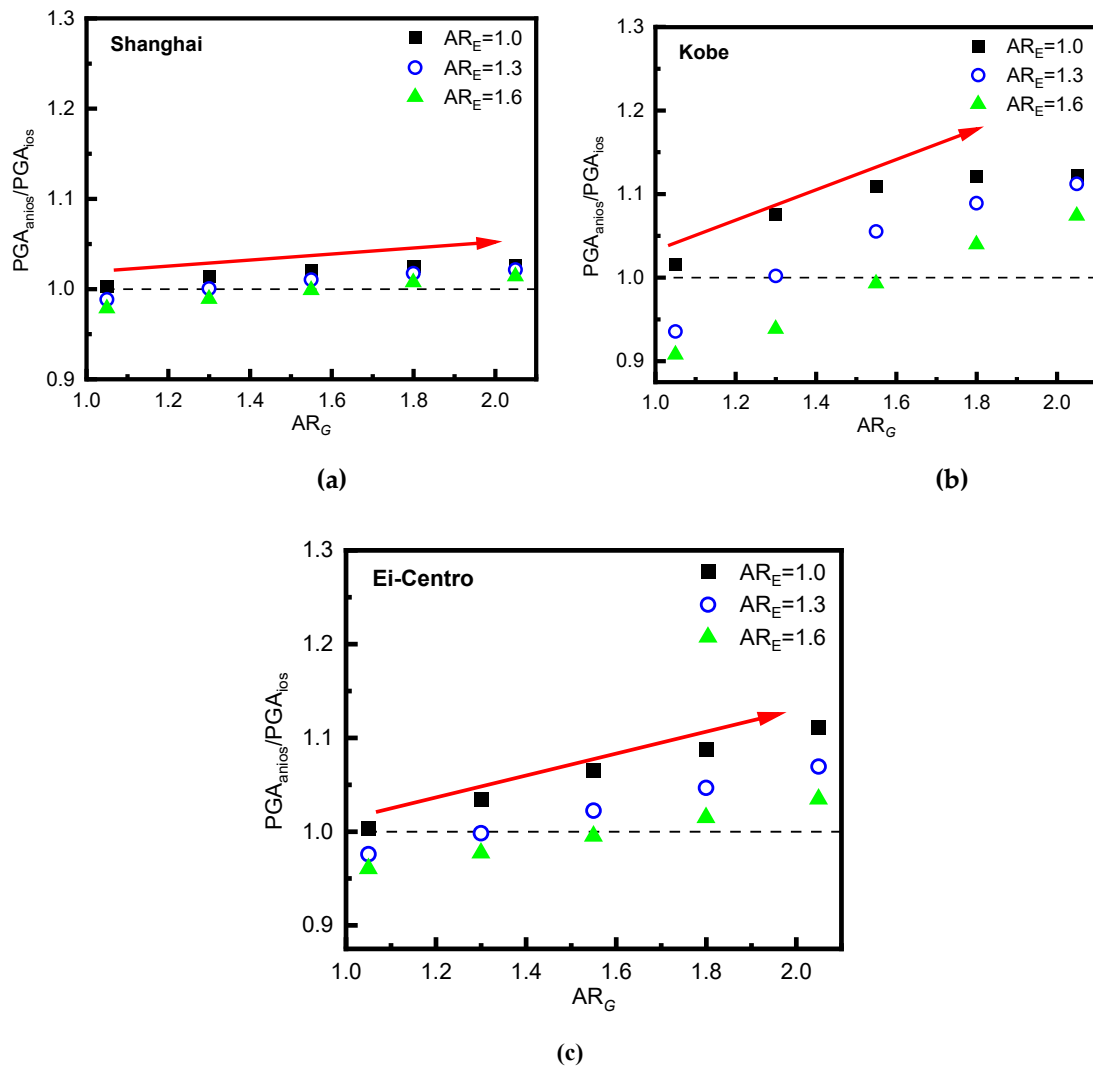 Shanghai
AR_E=1.0
AR_E=1.3
AR_E=1.6
PGA_anios/PGA_ios
1.3
1.2
1.1
1.0
0.9
1.0 1.2 1.4 1.6 1.8 2.0
AR_G
(a)
Kobe
AR_E=1.0
AR_E=1.3
AR_E=1.6
PGA_anios/PGA_ios
1.3
1.2
1.1
1.0
0.9
1.0 1.2 1.4 1.6 1.8 2.0
AR_G
(b)
Ei-Centro
AR_E=1.0
AR_E=1.3
AR_E=1.6
PGA_anios/PGA_ios
1.3
1.2
1.1
1.0
0.9
1.0 1.2 1.4 1.6 1.8 2.0
AR_G
(c)